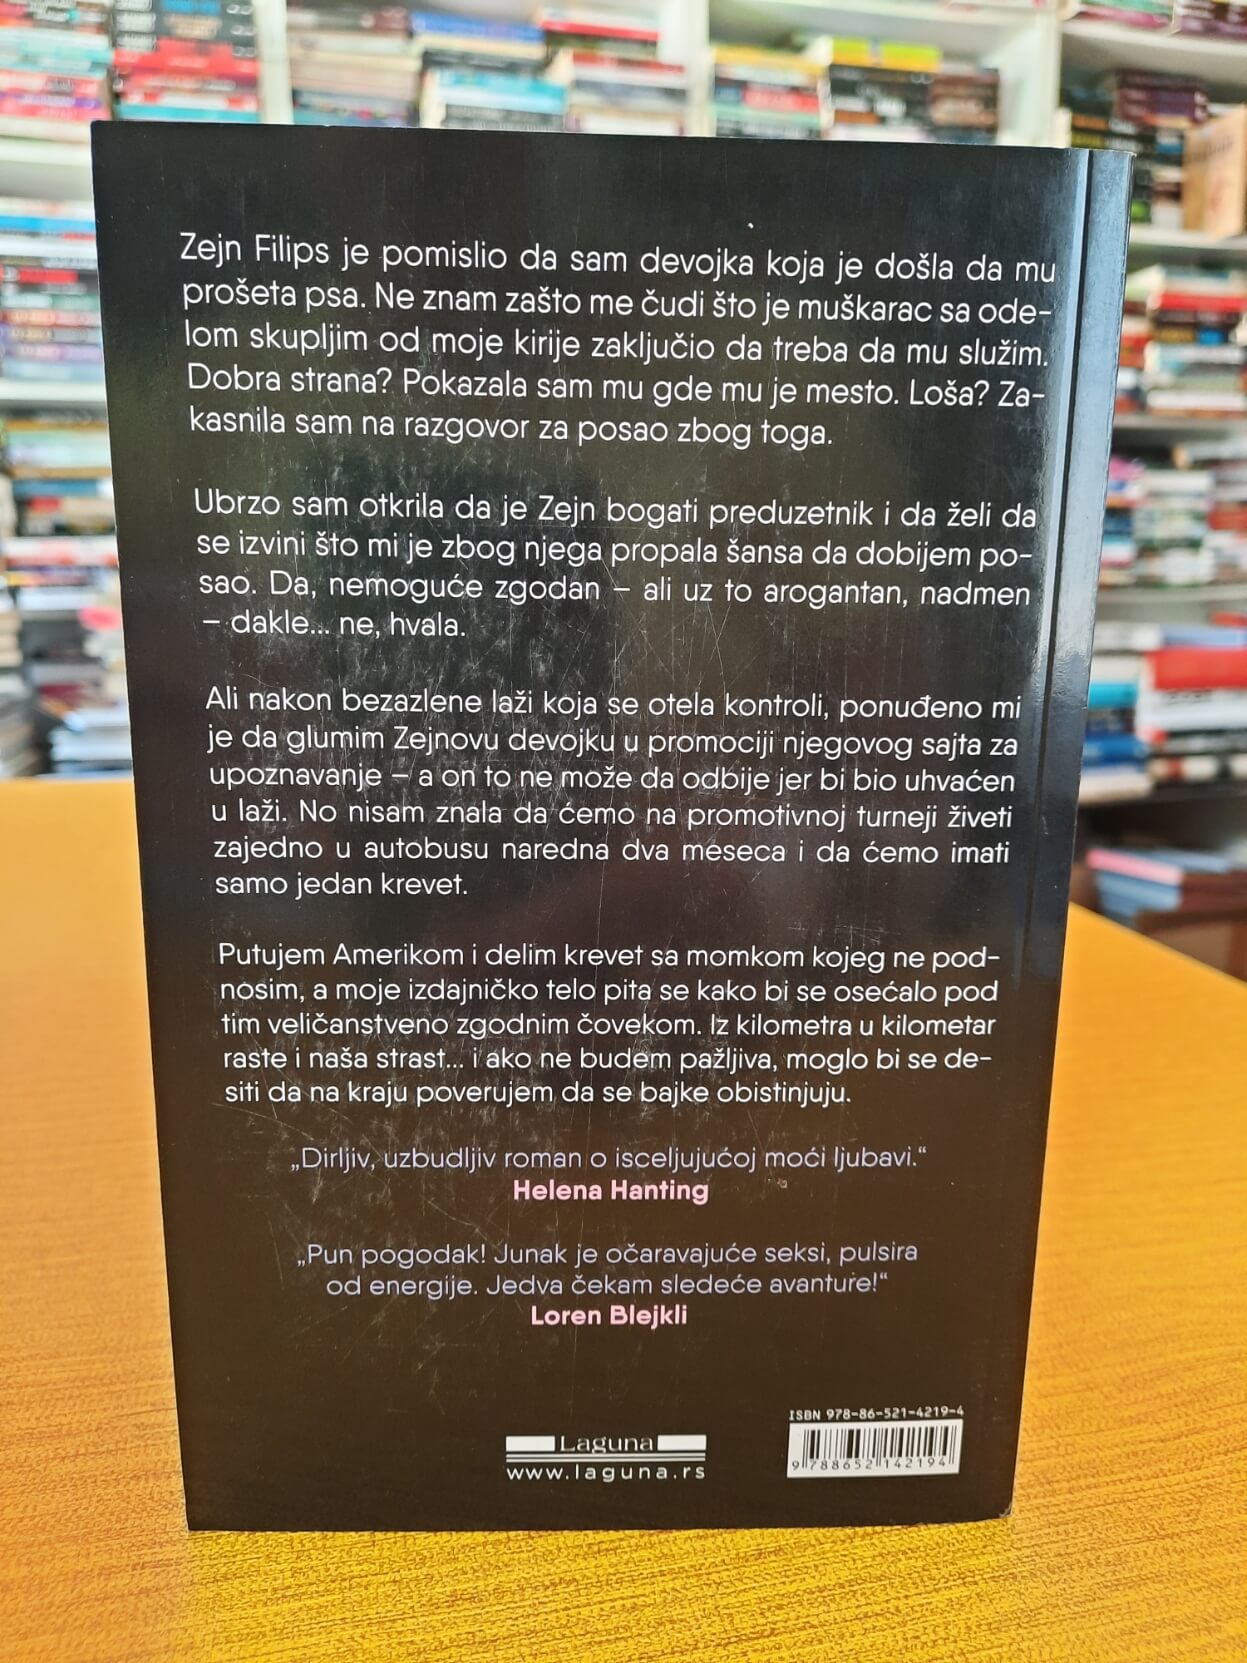 Zejn Filips je pomislio da sam devojka koja je došla da mu
prošeta psa. Ne znam zašto me čudi što je muškarac sa ode-
lom skupljim od moje kirije zaključio da treba da mu služim.
Dobra strana? Pokazala sam mu gde mu je mesto. Loša? Za-
kasnila sam na razgovor za posao zbog toga.
Ubrzo sam otkrila da je Zejn bogati preduzetnik i da želi da
se izvini što mi je zbog njega propala šansa da dobijem po-
sao. Da, nemoguće zgodan – ali uz to arogantan, nadmen
– dakle... ne, hvala.
Ali nakon bezazlene laži koja se otela kontroli, ponuđeno mi
je da glumim Zejnovu devojku u promociji njegovog sajta za
upoznavanje – a on to ne može da odbije jer bi bio uhvaćen
u laži. No nisam znala da ćemo na promotivnoj turneji živeti
zajedno u autobusu naredna dva meseca i da ćemo imati
samo jedan krevet.
Putujem Amerikom i delim krevet sa momkom kojeg ne pod-
nosim, a moje izdajničko telo pita se kako bi se osećalo pod
tim veličanstveno zgodnim čovekom. Iz kilometra u kilometar
raste i naša strast... i ako ne budem pažljiva, moglo bi se de-
siti da na kraju poverujem da se bajke obistinjuju.
„Dirljiv, uzbudljiv roman o isceljujućoj moći ljubavi.“
Helena Hanting
„Pun pogodak! Junak je očaravajuće seksi, pulsira
od energije. Jedva čekam sledeće avanture!“
Loren Blejkli
ISBN 978-86-521-4219-4
Laguna
www.laguna.rs
9 788652 142194